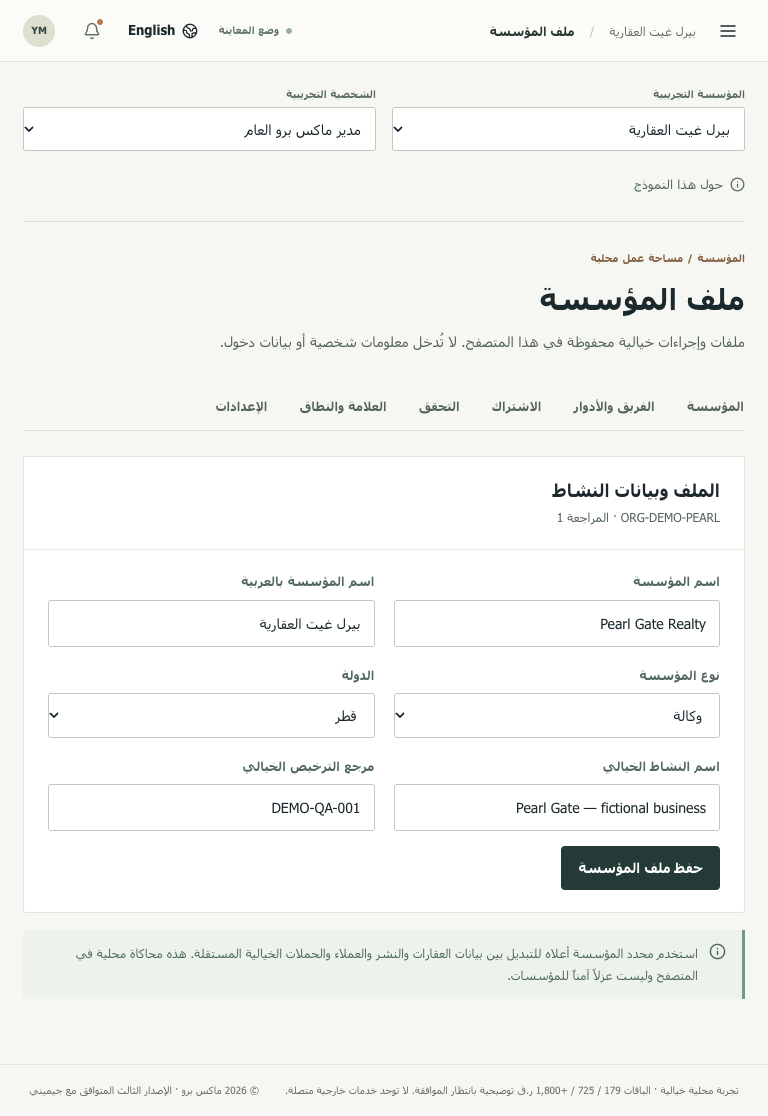 بيرل غيت العقارية / ملف المؤسسة
وضع المعاينة
English
YM
المؤسسة التجريبية
بيرل غيت العقارية
الشخصية التجريبية
مدير ماكس برو العام
حول هذا النموذج
المؤسسة / مساحة عمل محلية
ملف المؤسسة
ملفات وإجراءات خيالية محفوظة في هذا المتصفح. لا تُدخل معلومات شخصية أو بيانات دخول.
المؤسسة الفريق والأدوار الاشتراك التحقق العلامة والنطاق الإعدادات
الملف وبيانات النشاط
ORG-DEMO-PEARL · المراجعة 1
اسم المؤسسة
Pearl Gate Realty
اسم المؤسسة بالعربية
بيرل غيت العقارية
نوع المؤسسة
وكالة
الدولة
قطر
اسم النشاط الخيالي
Pearl Gate — fictional business
مرجع الترخيص الخيالي
DEMO-QA-001
حفظ ملف المؤسسة
استخدم محدد المؤسسة أعلاه للتبديل بين بيانات العقارات والنشر والعملاء والحملات الخيالية المستقلة. هذه محاكاة محلية في
المتصفح وليست عزلاً آمناً للمؤسسات.
تجربة محلية خيالية · الباقات 179 / 725 / +1,800 ر.ق توضيحية بانتظار الموافقة. لا توجد خدمات خارجية متصلة.
© 2026 ماكس برو · الإصدار الثالث المتوافق مع جيميني